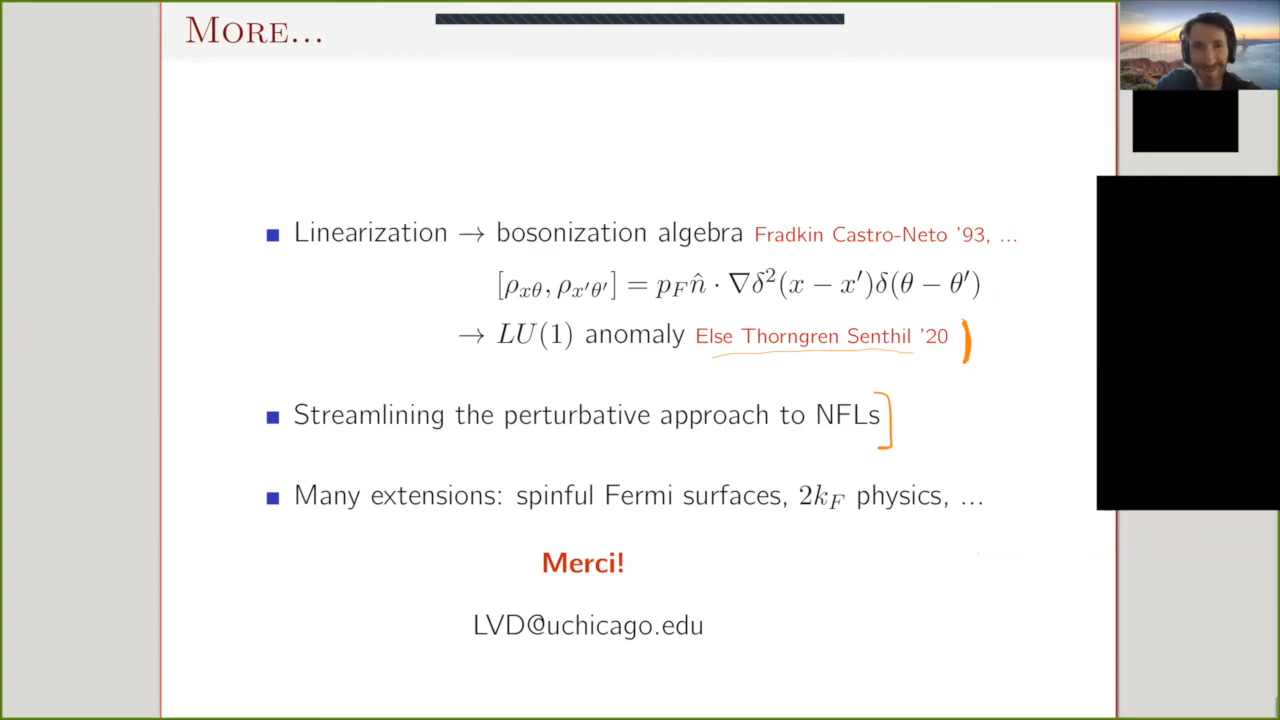 MORE...
Linearization → bosonization algebra Fradkin Castro-Neto '93, ...
[ρ_{xθ}, ρ_{x'θ'}] = p_F n̂ · ∇δ²(x − x')δ(θ − θ')
→ LU(1) anomaly Else Thorngren Senthil '20
Streamlining the perturbative approach to NFLs
Many extensions: spinful Fermi surfaces, 2k_F physics, ...
Merci!
LVD@uchicago.edu